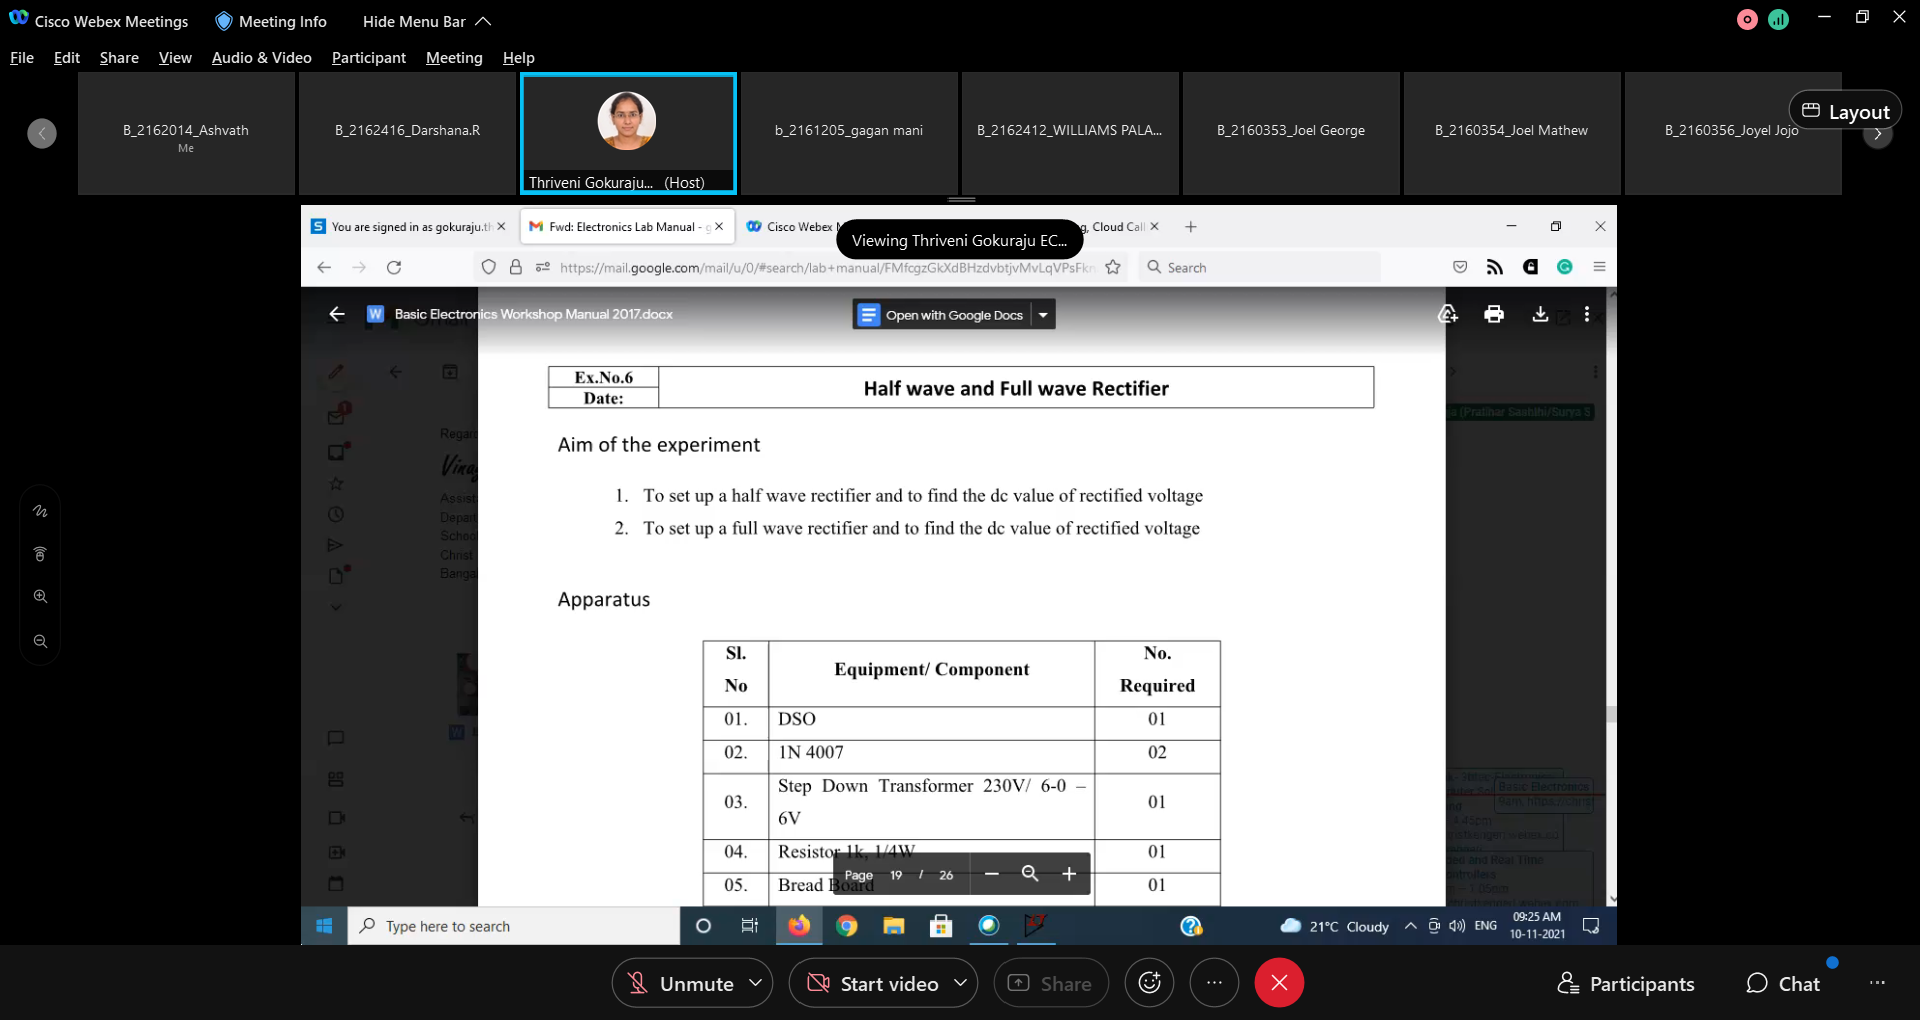 Cisco Webex Meetings
Meeting Info
Hide Menu Bar
File Edit Share View Audio & Video Participant Meeting Help
B_2162014_Ashvath
Me
B_2162416_Darshana.R
Thriveni Gokuraju... (Host)
b_2161205_gagan mani
B_2162412_WILLIAMS PALA...
B_2160353_Joel George
B_2160354_Joel Mathew
B_2160356_Joyel Jojo
Layout
You are signed in as gokuraju.th
Fwd: Electronics Lab Manual - g
Cisco Webex M
g, Cloud Call
Viewing Thriveni Gokuraju EC...
https://mail.google.com/mail/u/0/#search/lab+manual/
Search
Basic Electronics Workshop Manual 2017.docx
Open with Google Docs
Ex.No.6
Date:
Half wave and Full wave Rectifier
Aim of the experiment
1. To set up a half wave rectifier and to find the dc value of rectified voltage
2. To set up a full wave rectifier and to find the dc value of rectified voltage
Apparatus
Sl. No
Equipment/ Component
No. Required
01. DSO 01
02. 1N 4007 02
03. Step Down Transformer 230V/ 6-0 – 6V 01
04. Resistor 1k, 1/4W 01
05. Bread Board 01
Page 19 / 26
Type here to search
21°C Cloudy
ENG
09:25 AM
10-11-2021
Unmute
Start video
Share
Participants
Chat